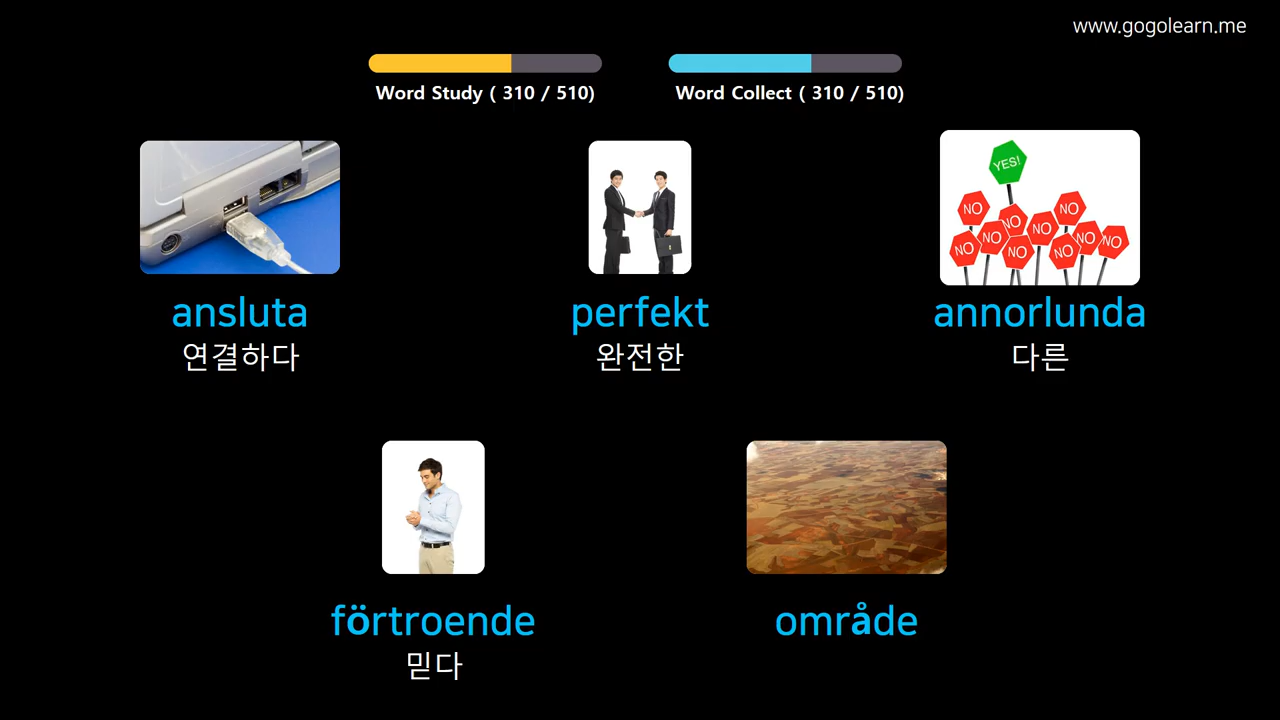 www.gogolearn.me
Word Study ( 310 / 510)
Word Collect ( 310 / 510)
YES!
NO
NO
NO
NO
NO
NO
NO
NO
NO
NO
ansluta
연결하다
perfekt
완전한
annorlunda
다른
förtroende
믿다
område